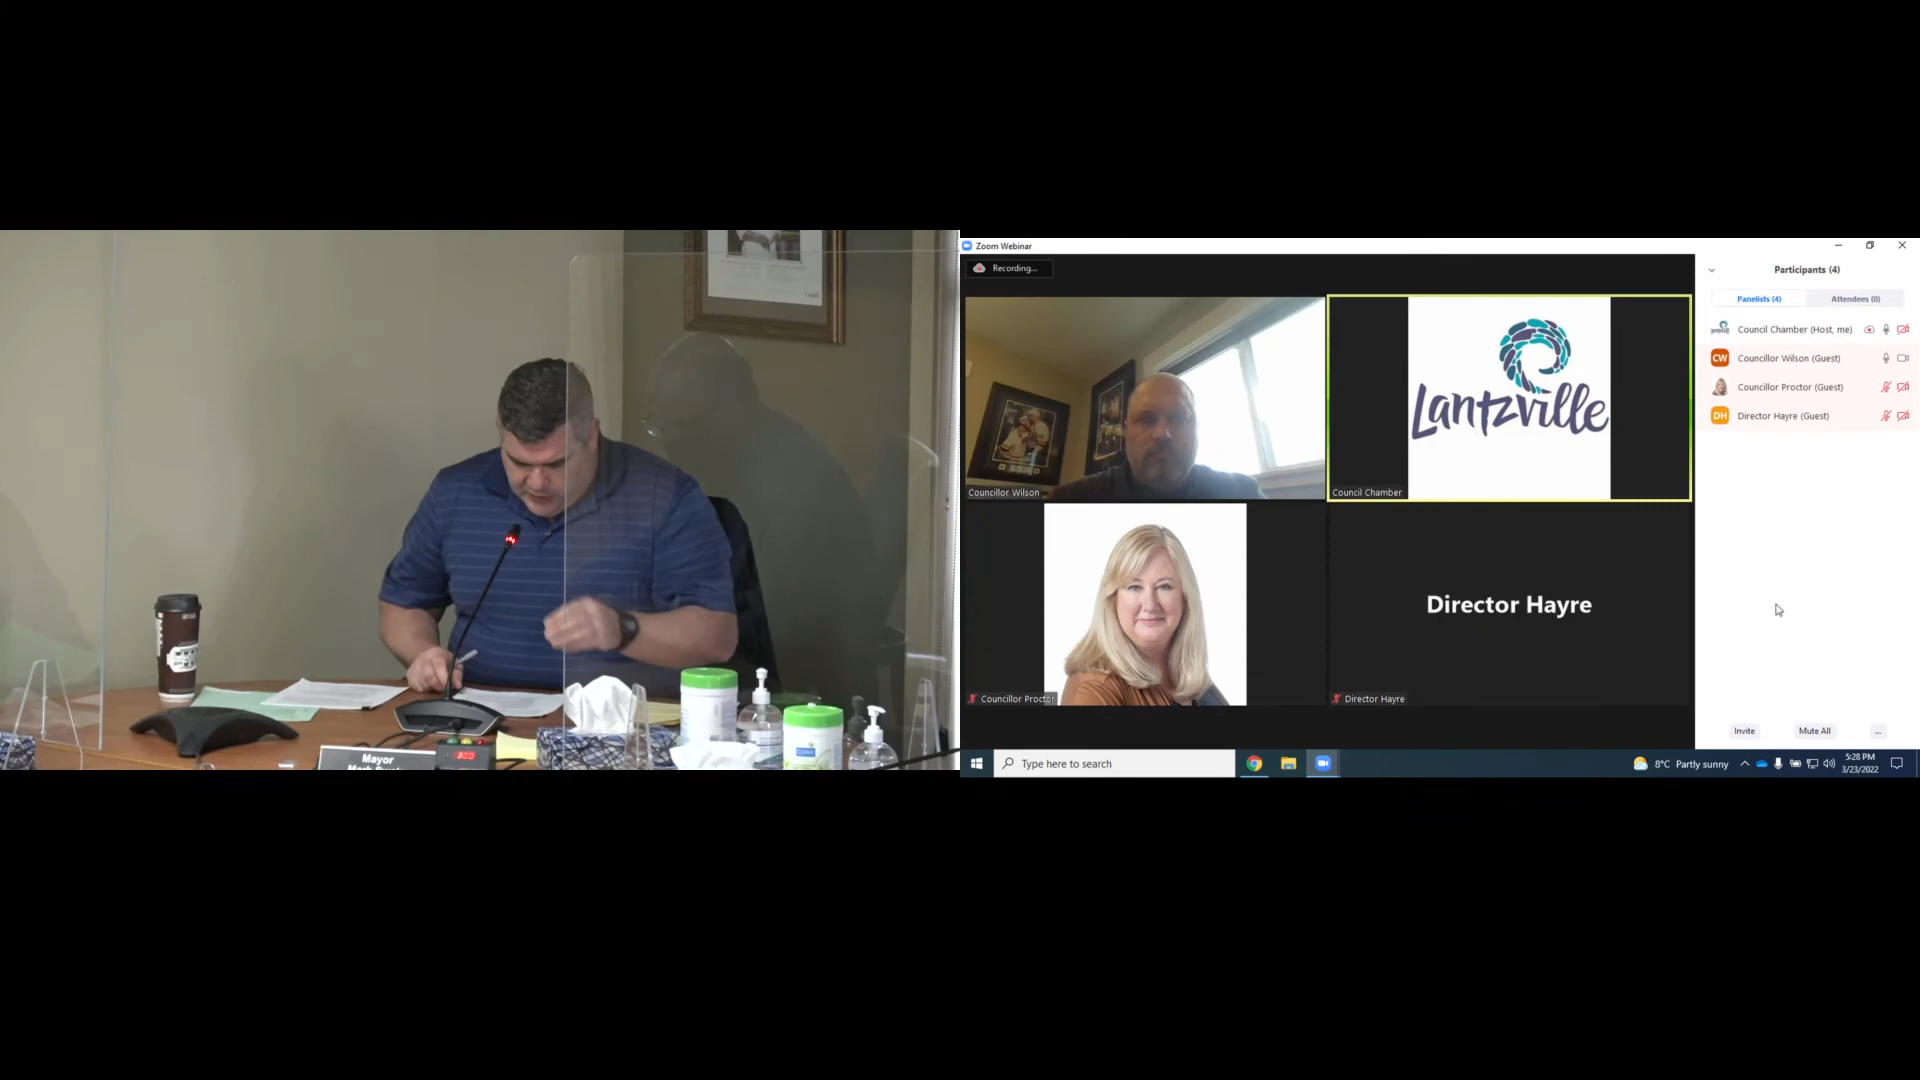 Mayor
300
CLEAN
Zoom Webinar
Recording...
Councillor Wilson
Lantzville
Council Chamber
Councillor Proctor
Director Hayre
Director Hayre
Participants (4)
Panelists (4)
Attendees (0)
Council Chamber (Host, me)
CW
Councillor Wilson (Guest)
Councillor Proctor (Guest)
DH
Director Hayre (Guest)
Invite
Mute All
...
Type here to search
8°C Partly sunny
5:28 PM
3/23/2022